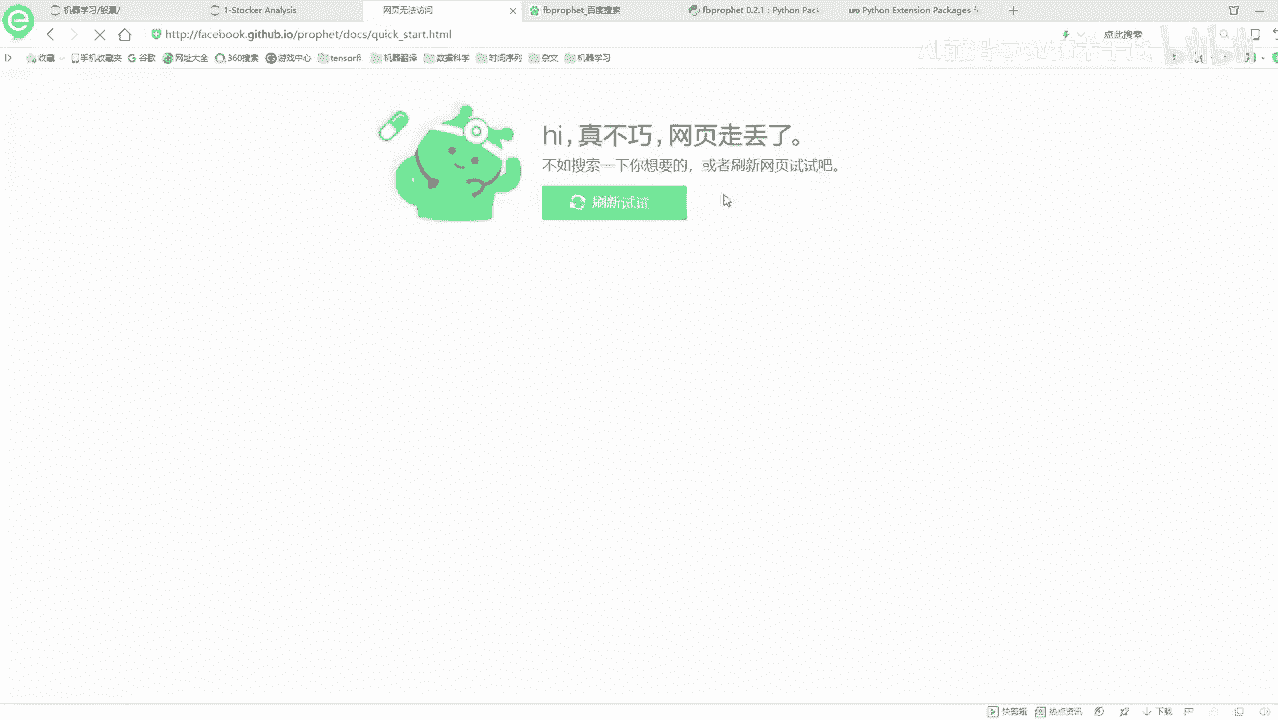 机器学习/股票/
1-Stocker Analysis
网页无法访问
fbprophet_百度搜索
fbprophet 0.2.1 : Python Pack
Python Extension Packages f
http://facebook.github.io/prophet/docs/quick_start.html
点此搜索
收藏
手机收藏夹
谷歌
网址大全
360搜索
游戏中心
tensorfl
机器翻译
数据科学
时间序列
杂文
机器学习
bilibili
hi,真不巧,网页走丢了。
不如搜索一下你想要的,或者刷新网页试试吧。
刷新试试
快剪辑
热点资讯
下载